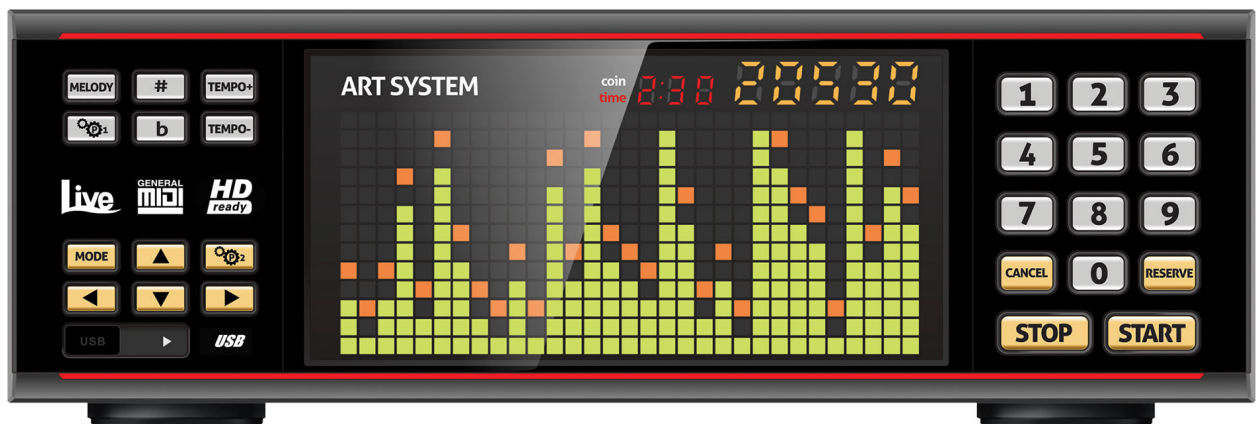 MELODY # TEMPO+
P1 b TEMPO-
Live GENERAL MIDI HD ready
MODE P2
USB USB
ART SYSTEM
coin
time 2:30 20530
1 2 3
4 5 6
7 8 9
CANCEL 0 RESERVE
STOP START